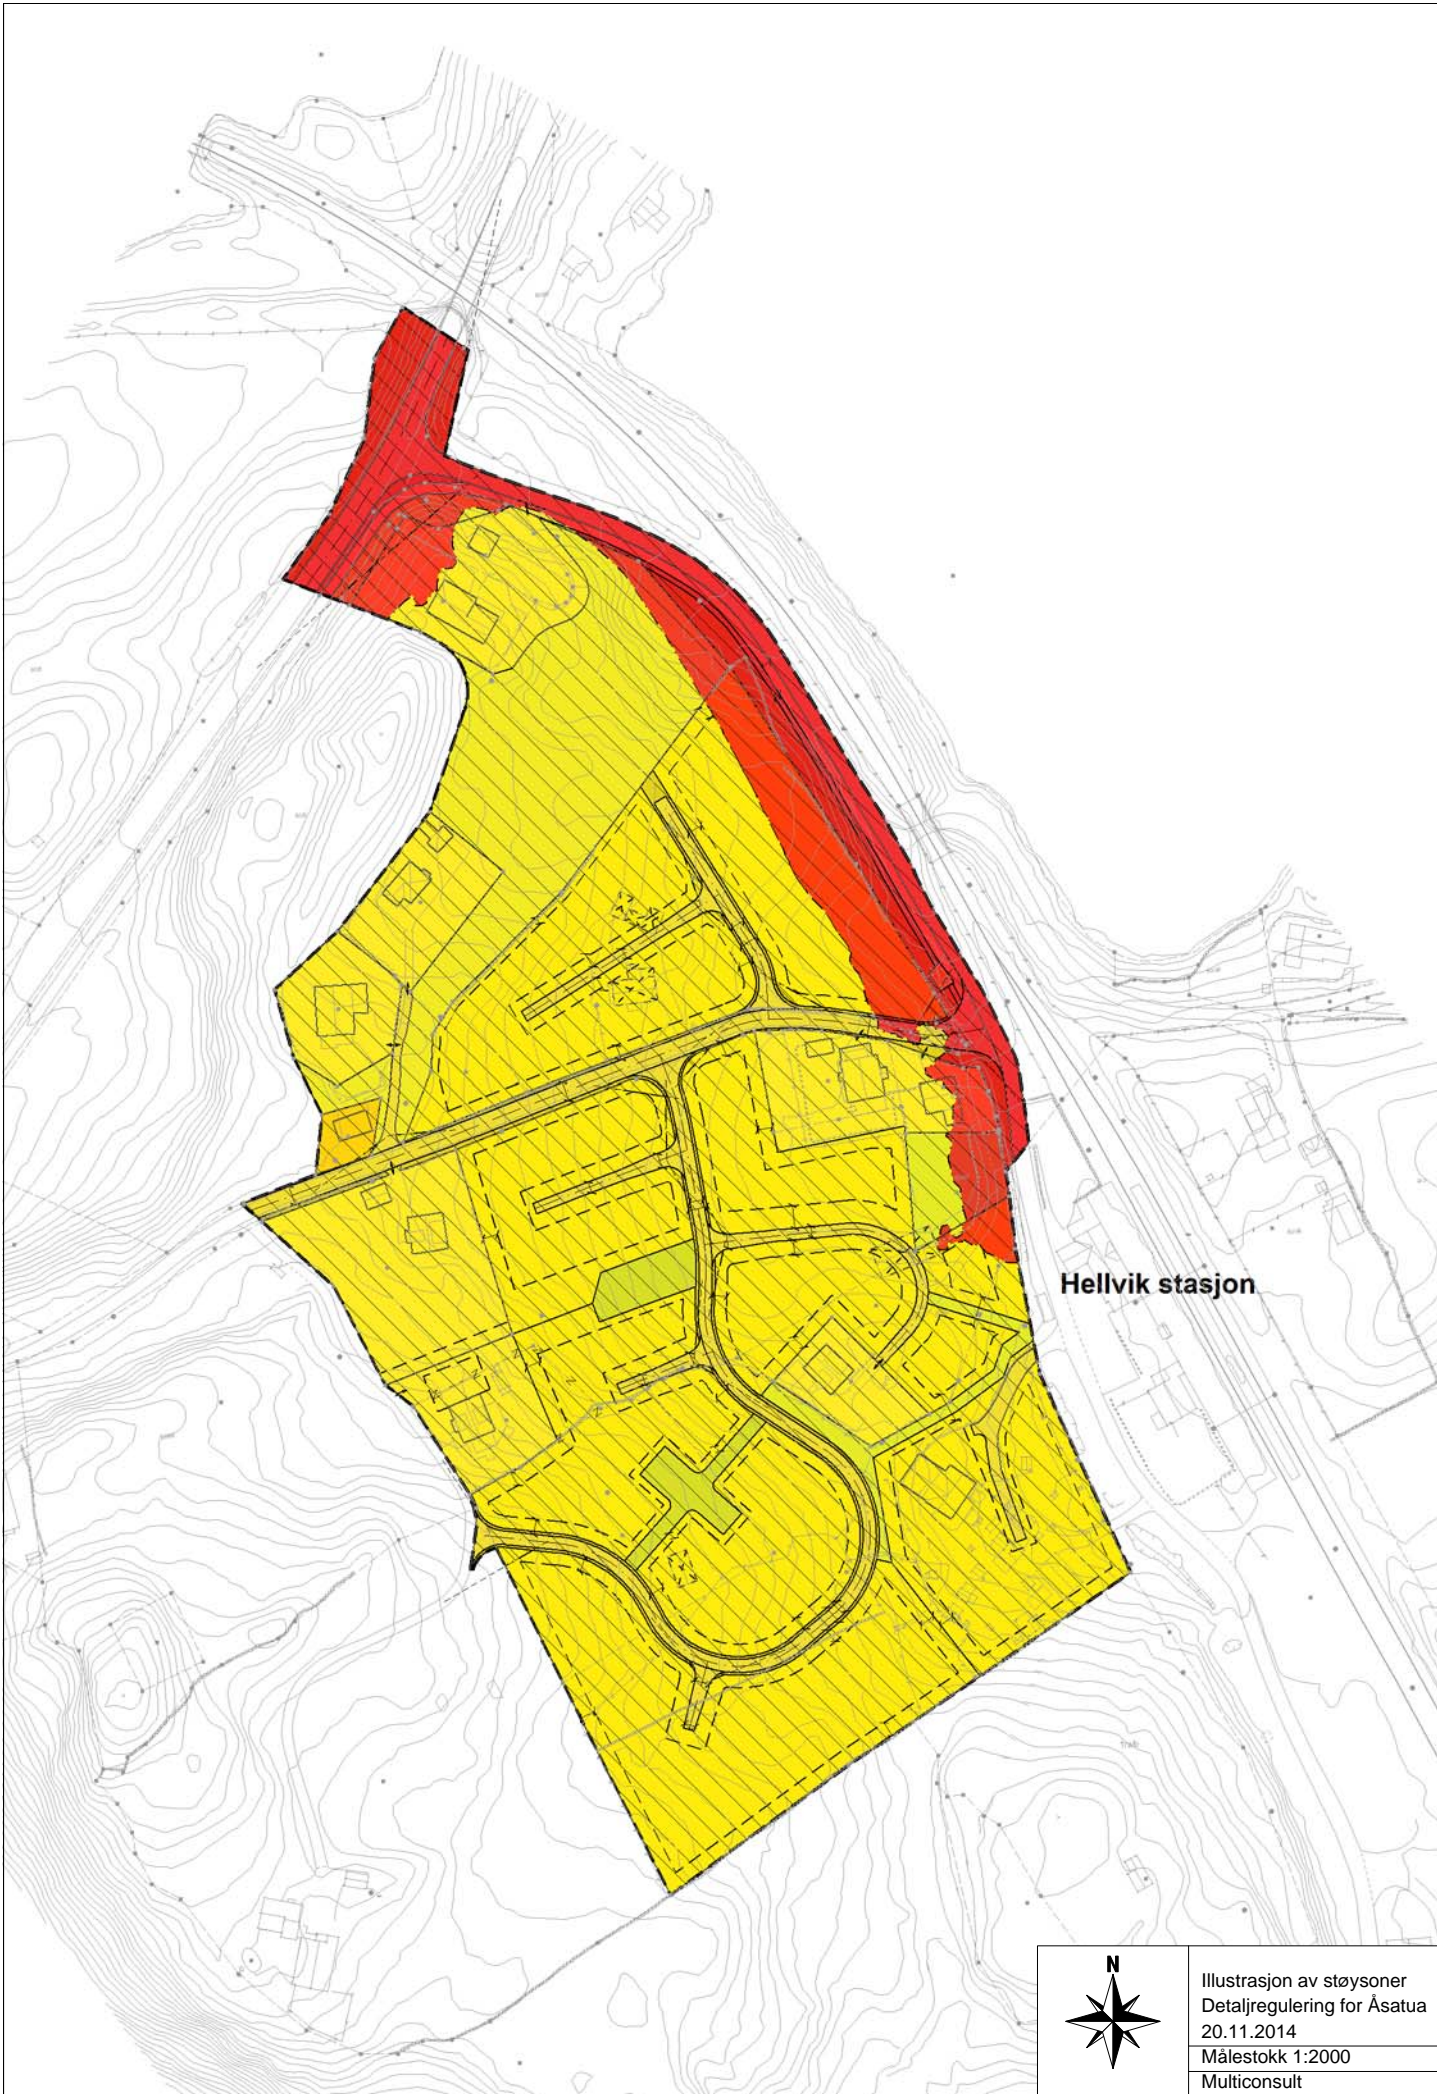 Hellvik stasjon
N
Illustrasjon av støysoner
Detaljregulering for Åsatua
20.11.2014
Målestokk 1:2000
Multiconsult